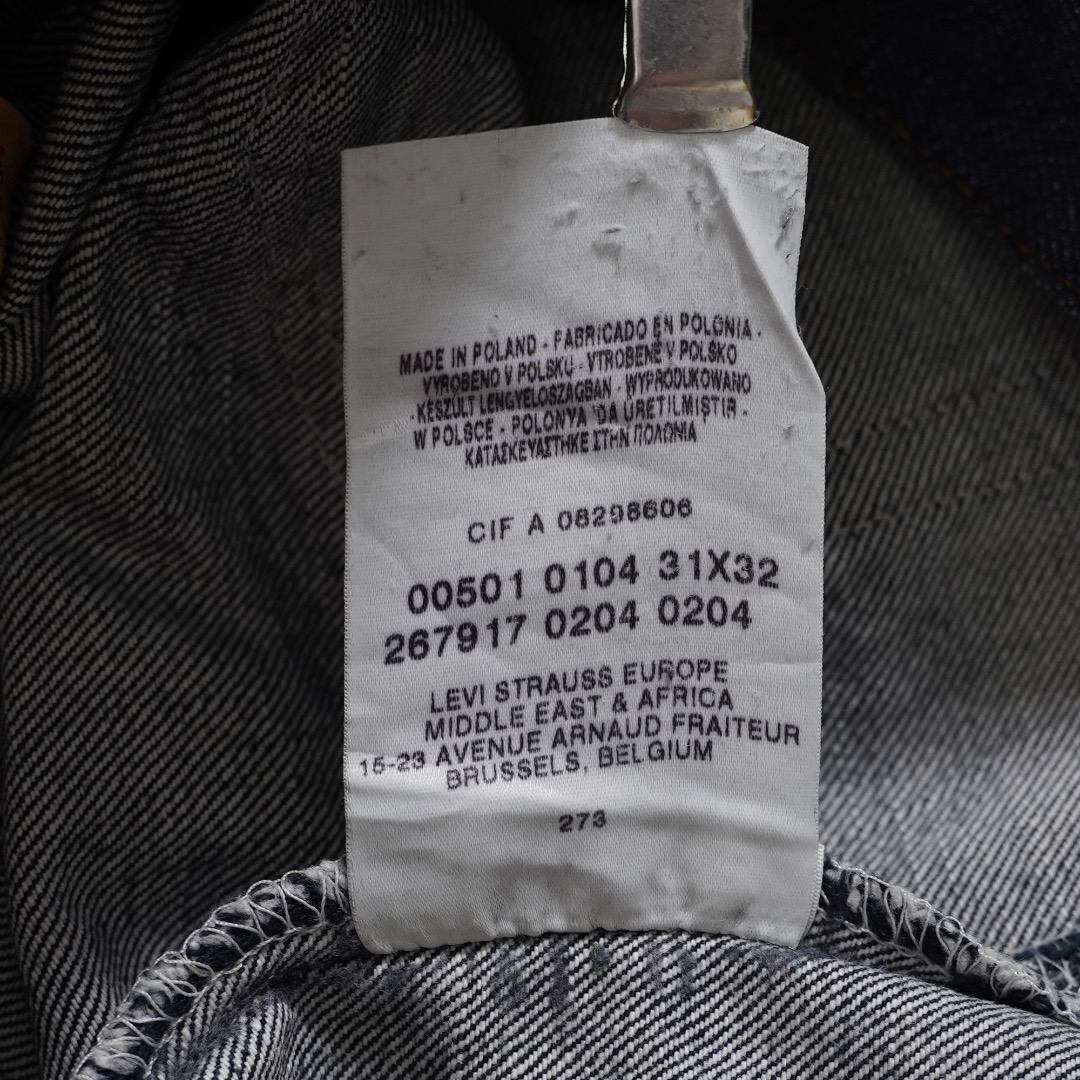 MADE IN POLAND - FABRICADO EN POLONIA -
VYROBENO V POLSKU - VTROBENÉ V POLSKO
- KESZÜLT LENGYELOSZAGBAN - WYPRODUKOWANO
W POLSCE - POLONYA 'DA ÜRETILMIŞTIR -
ΚΑΤΑΣΚΕΥΑΣΤΗΚΕ ΣΤΗΝ ΠΟΛΩΝΙΑ
CIF A 08298606
00501 0104 31X32
267917 0204 0204
LEVI STRAUSS EUROPE
MIDDLE EAST & AFRICA
15-23 AVENUE ARNAUD FRAITEUR
BRUSSELS, BELGIUM
273